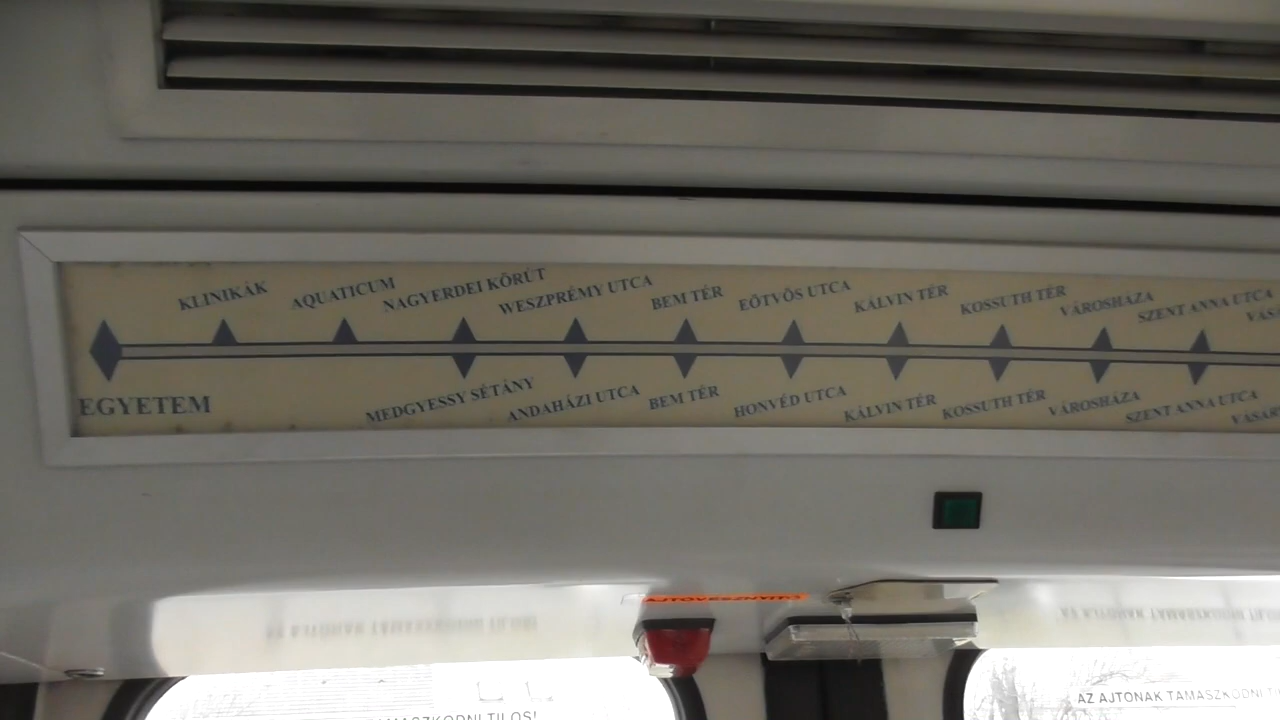 KLINIKÁK
AQUATICUM
NAGYERDEI KÖRÚT
WESZPRÉMY UTCA
BEM TÉR
EÖTVÖS UTCA
KÁLVIN TÉR
KOSSUTH TÉR
VÁROSHÁZA
SZENT ANNA UTCA
EGYETEM
MEDGYESSY SÉTÁNY
ANDAHÁZI UTCA
BEM TÉR
HONVÉD UTCA
KÁLVIN TÉR
KOSSUTH TÉR
VÁROSHÁZA
SZENT ANNA UTCA
AJTÓVÉSZNYITÓ
TÁMASZKODNI TILOS!
AZ AJTÓNAK TÁMASZKODNI